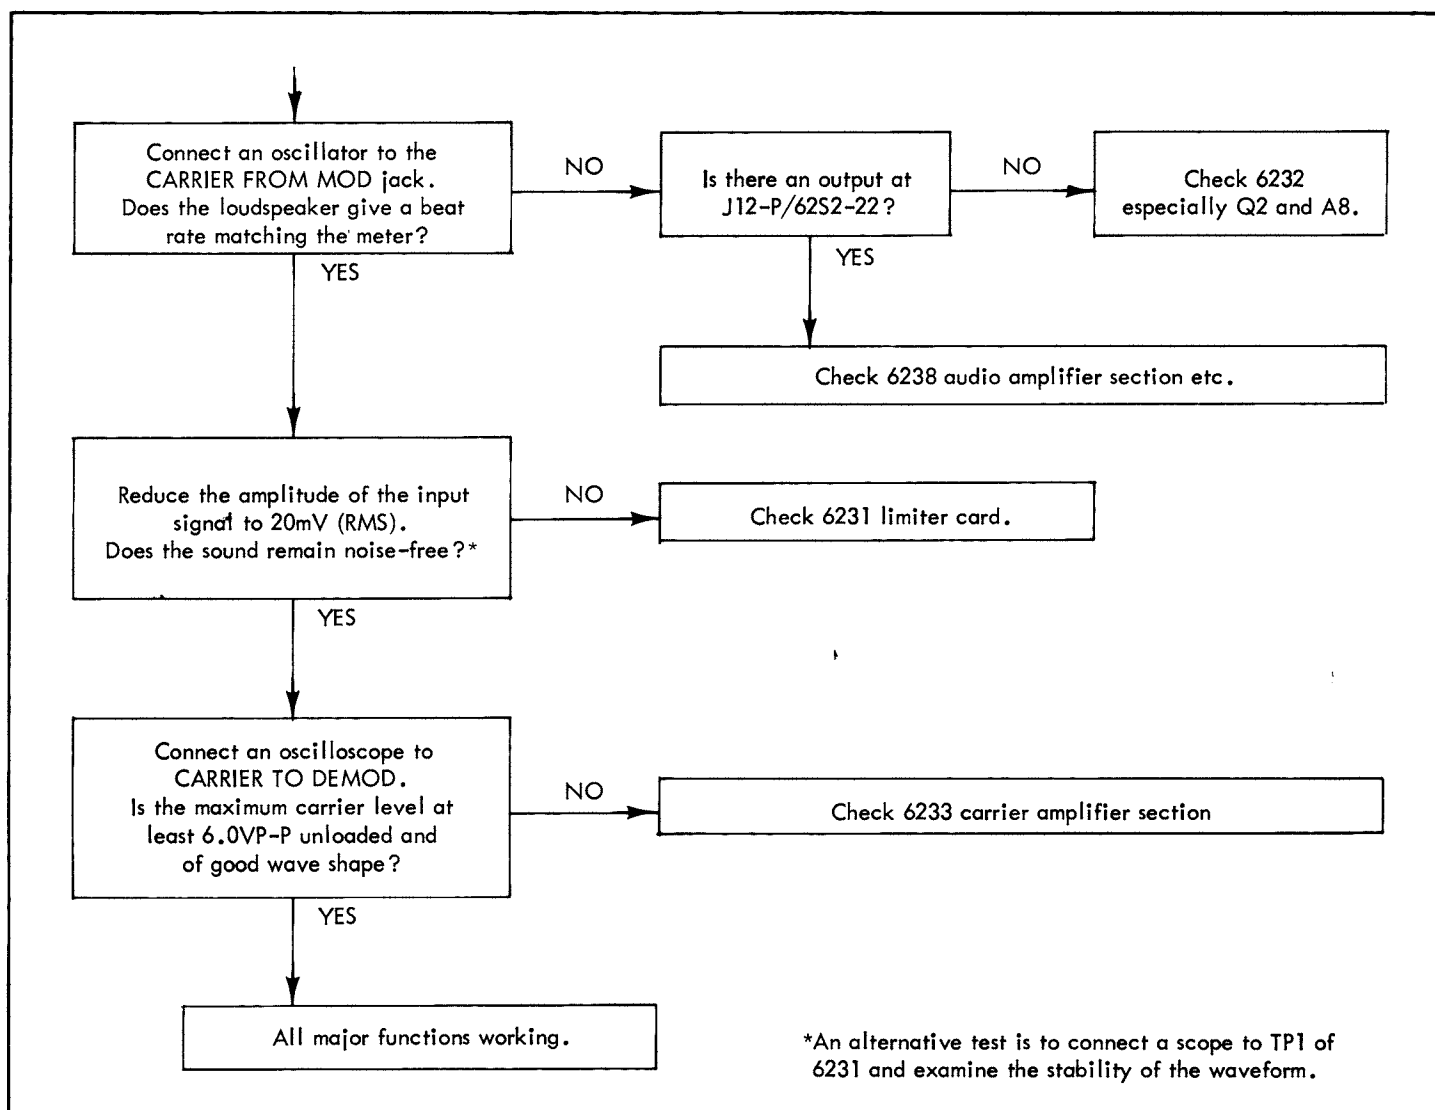 Connect an oscillator to the
CARRIER FROM MOD jack.
Does the loudspeaker give a beat
rate matching the meter?
NO
Is there an output at
J12-P/62S2-22?
NO
Check 6232
especially Q2 and A8.
YES
YES
Check 6238 audio amplifier section etc.
Reduce the amplitude of the input
signal to 20mV (RMS).
Does the sound remain noise-free?*
NO
Check 6231 limiter card.
YES
Connect an oscilloscope to
CARRIER TO DEMOD.
Is the maximum carrier level at
least 6.0VP-P unloaded and
of good wave shape?
NO
Check 6233 carrier amplifier section
YES
All major functions working.
*An alternative test is to connect a scope to TP1 of
6231 and examine the stability of the waveform.